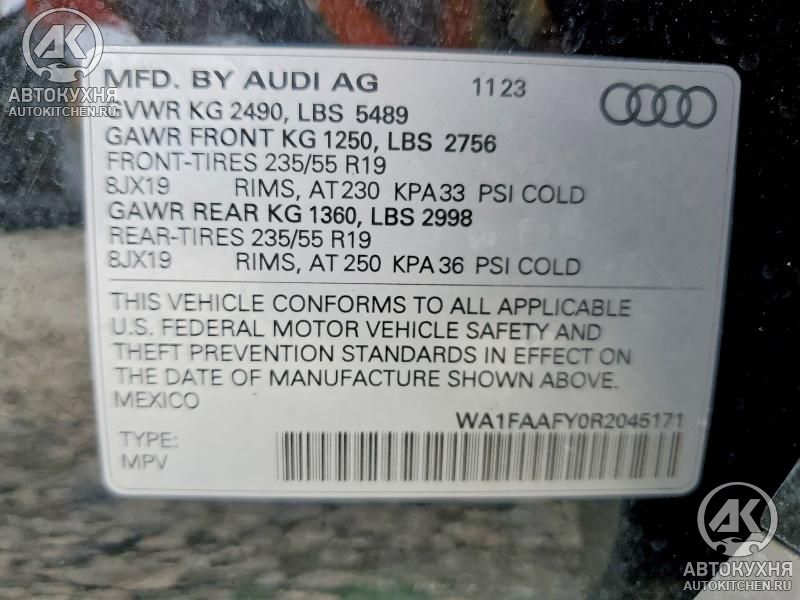 AK
АВТОКУХНЯ
AUTOKITCHEN.RU
MFD. BY AUDI AG 1123
GVWR KG 2490, LBS 5489
GAWR FRONT KG 1250, LBS 2756
FRONT-TIRES 235/55 R19
8JX19 RIMS, AT 230 KPA 33 PSI COLD
GAWR REAR KG 1360, LBS 2998
REAR-TIRES 235/55 R19
8JX19 RIMS, AT 250 KPA 36 PSI COLD
THIS VEHICLE CONFORMS TO ALL APPLICABLE
U.S. FEDERAL MOTOR VEHICLE SAFETY AND
THEFT PREVENTION STANDARDS IN EFFECT ON
THE DATE OF MANUFACTURE SHOWN ABOVE.
MEXICO
WA1FAAFY0R2045171
TYPE:
MPV
AK
АВТОКУХНЯ
AUTOKITCHEN.RU